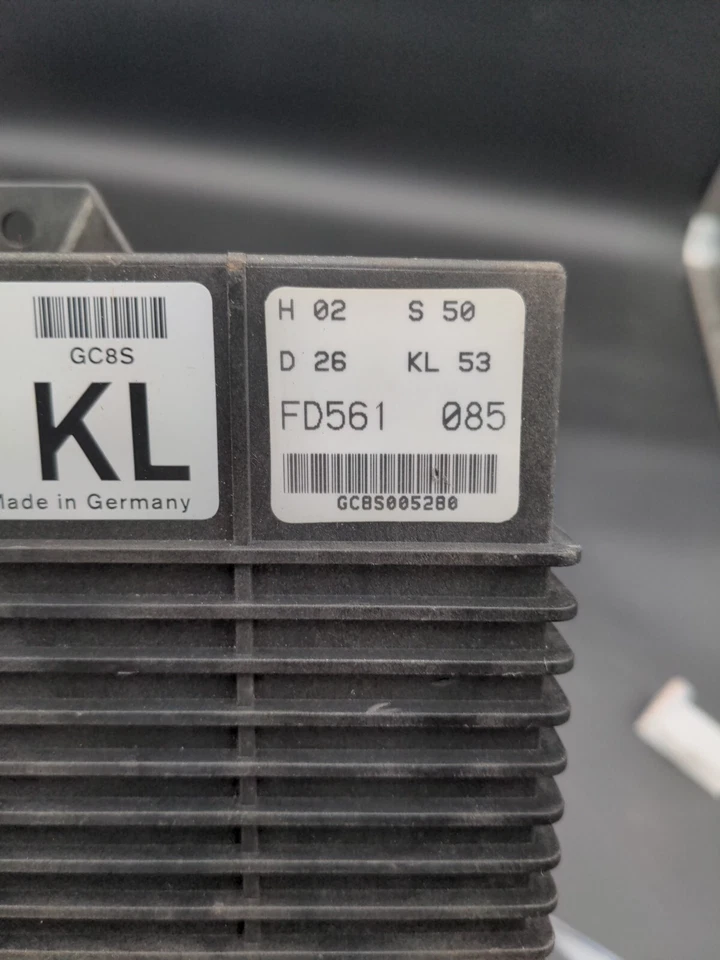 GC8S
KL
Made in Germany
H 02 S 50
D 26 KL 53
FD561 085
GC8S005280